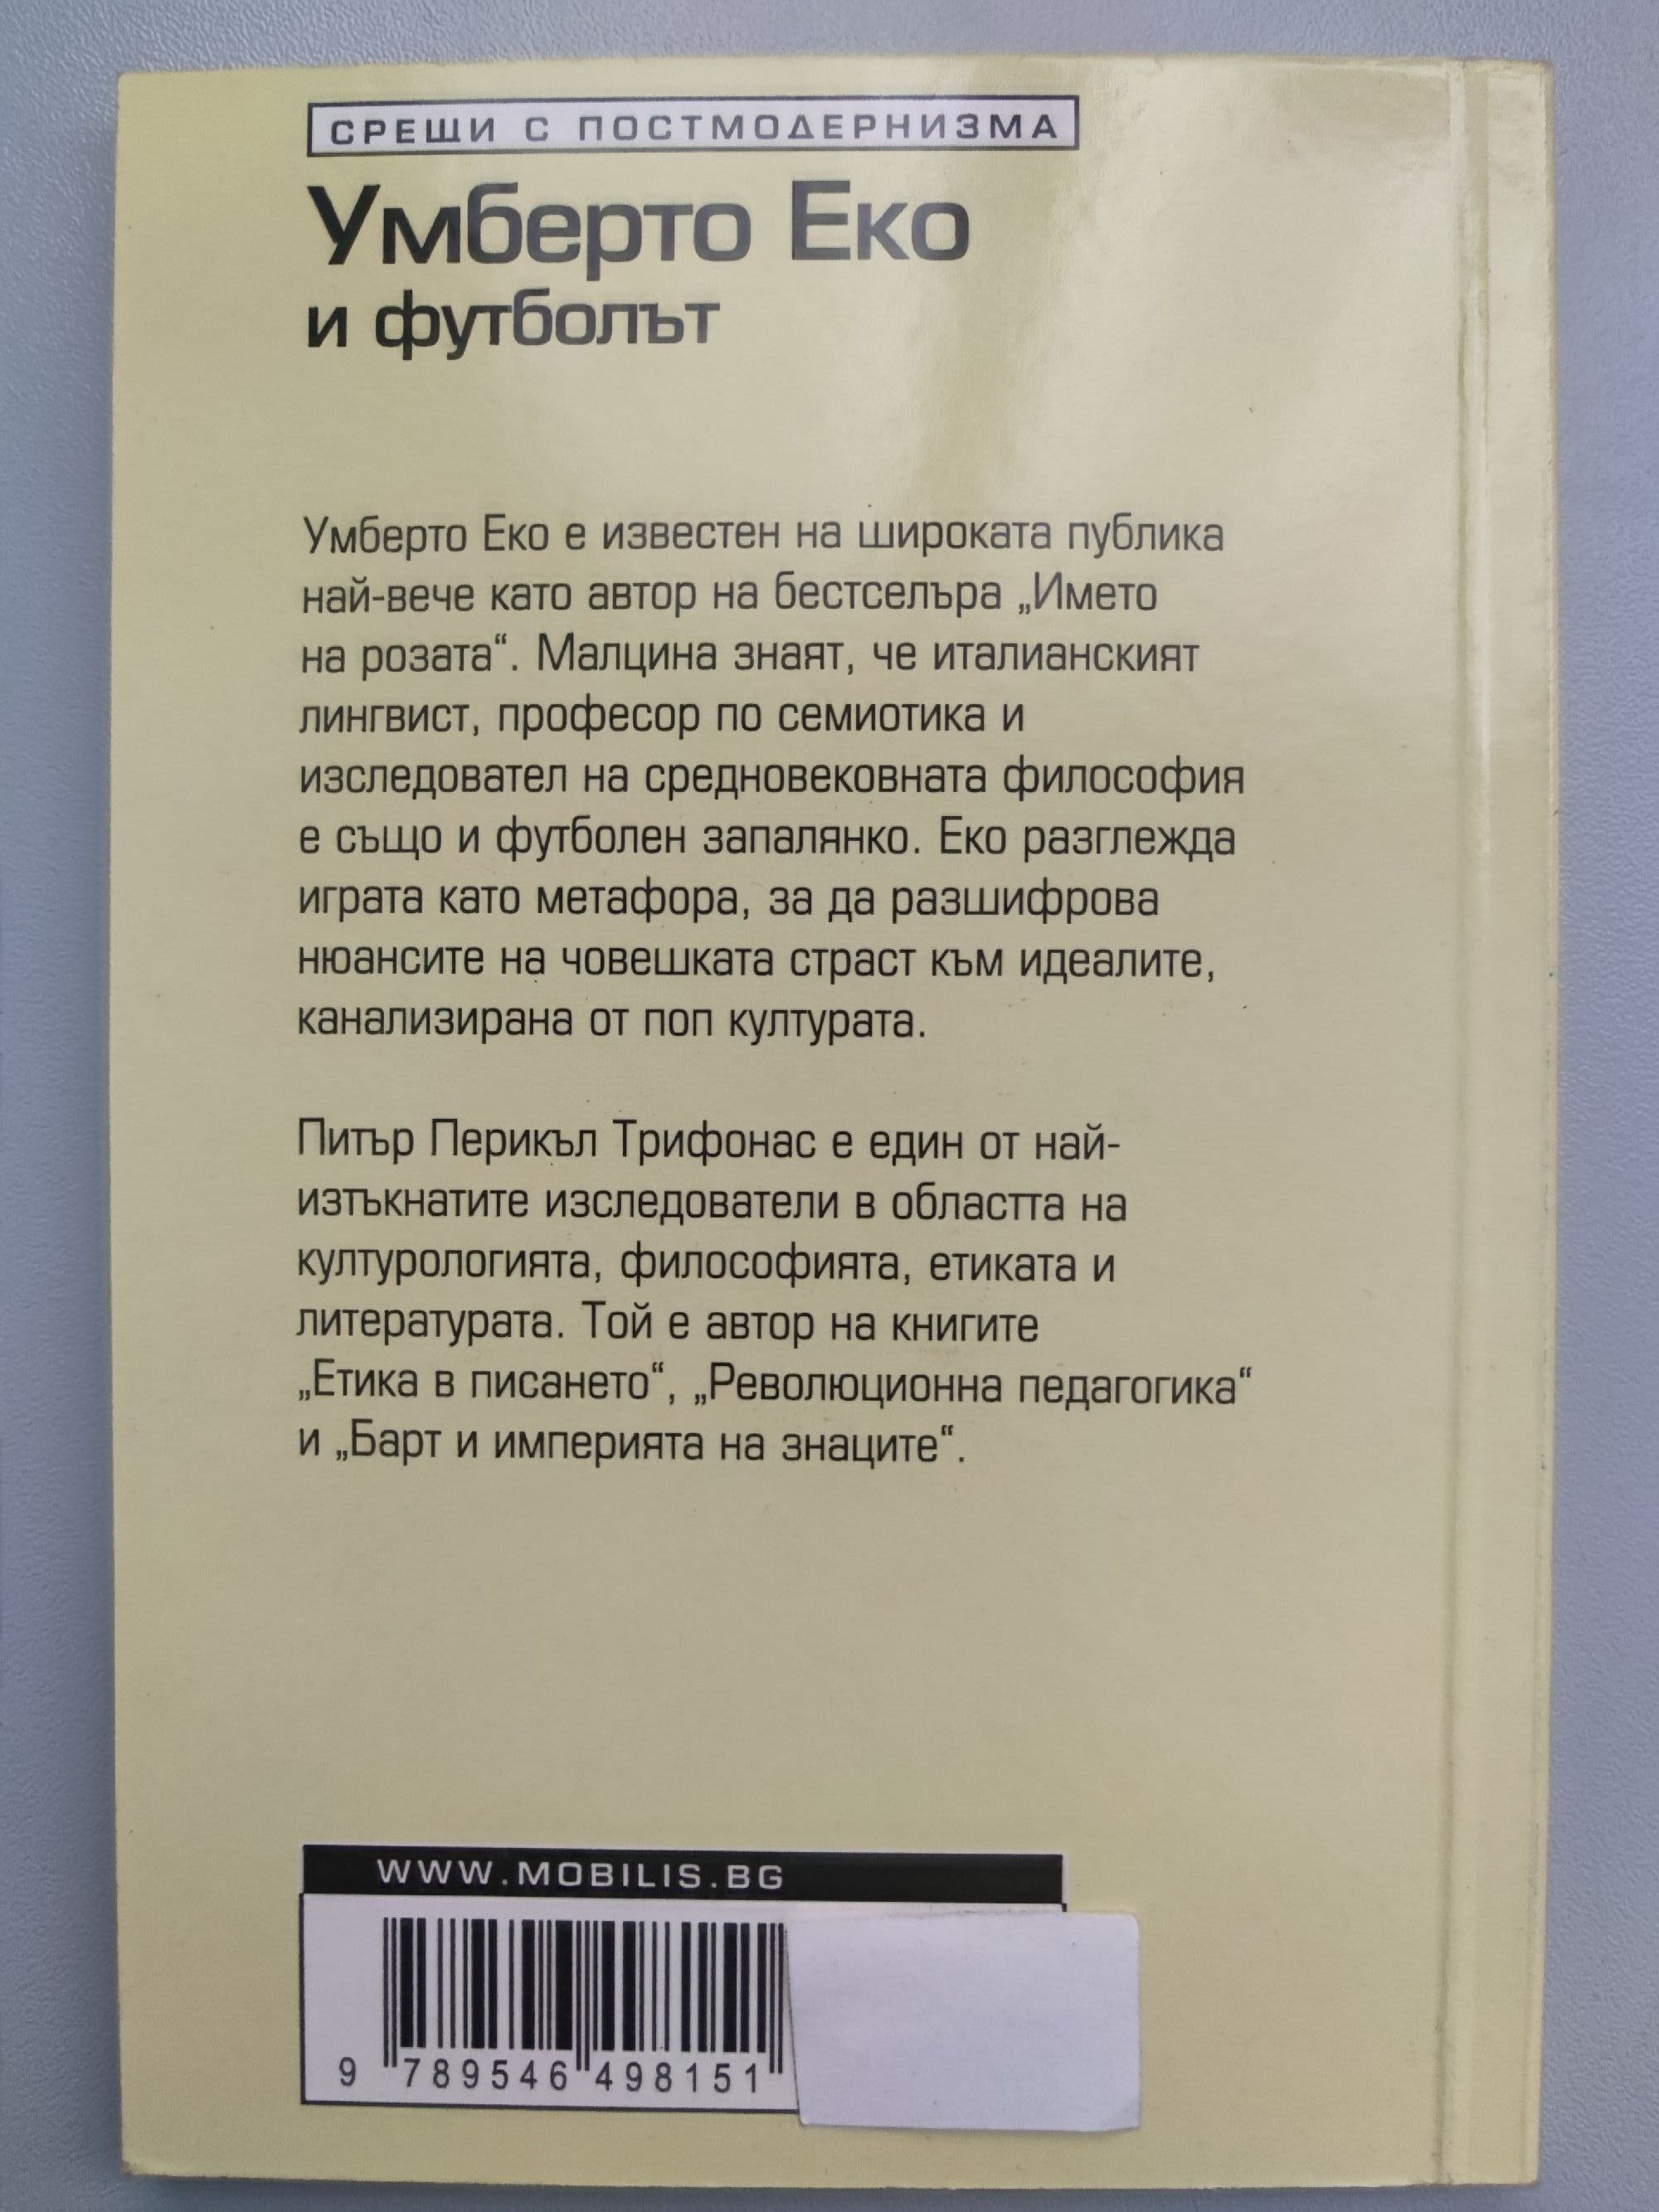 СРЕЩИ С ПОСТМОДЕРНИЗМА
Умберто Еко
и футболът
Умберто Еко е известен на широката публика
най-вече като автор на бестселъра „Името
на розата“. Малцина знаят, че италианският
лингвист, професор по семиотика и
изследовател на средновековната философия
е също и футболен запалянко. Еко разглежда
играта като метафора, за да разшифрова
нюансите на човешката страст към идеалите,
канализирана от поп културата.
Питър Перикъл Трифонас е един от най-
изтъкнатите изследователи в областта на
културологията, философията, етиката и
литературата. Той е автор на книгите
„Етика в писането“, „Революционна педагогика“
и „Барт и империята на знаците“.
WWW.MOBILIS.BG
9 789546 498151